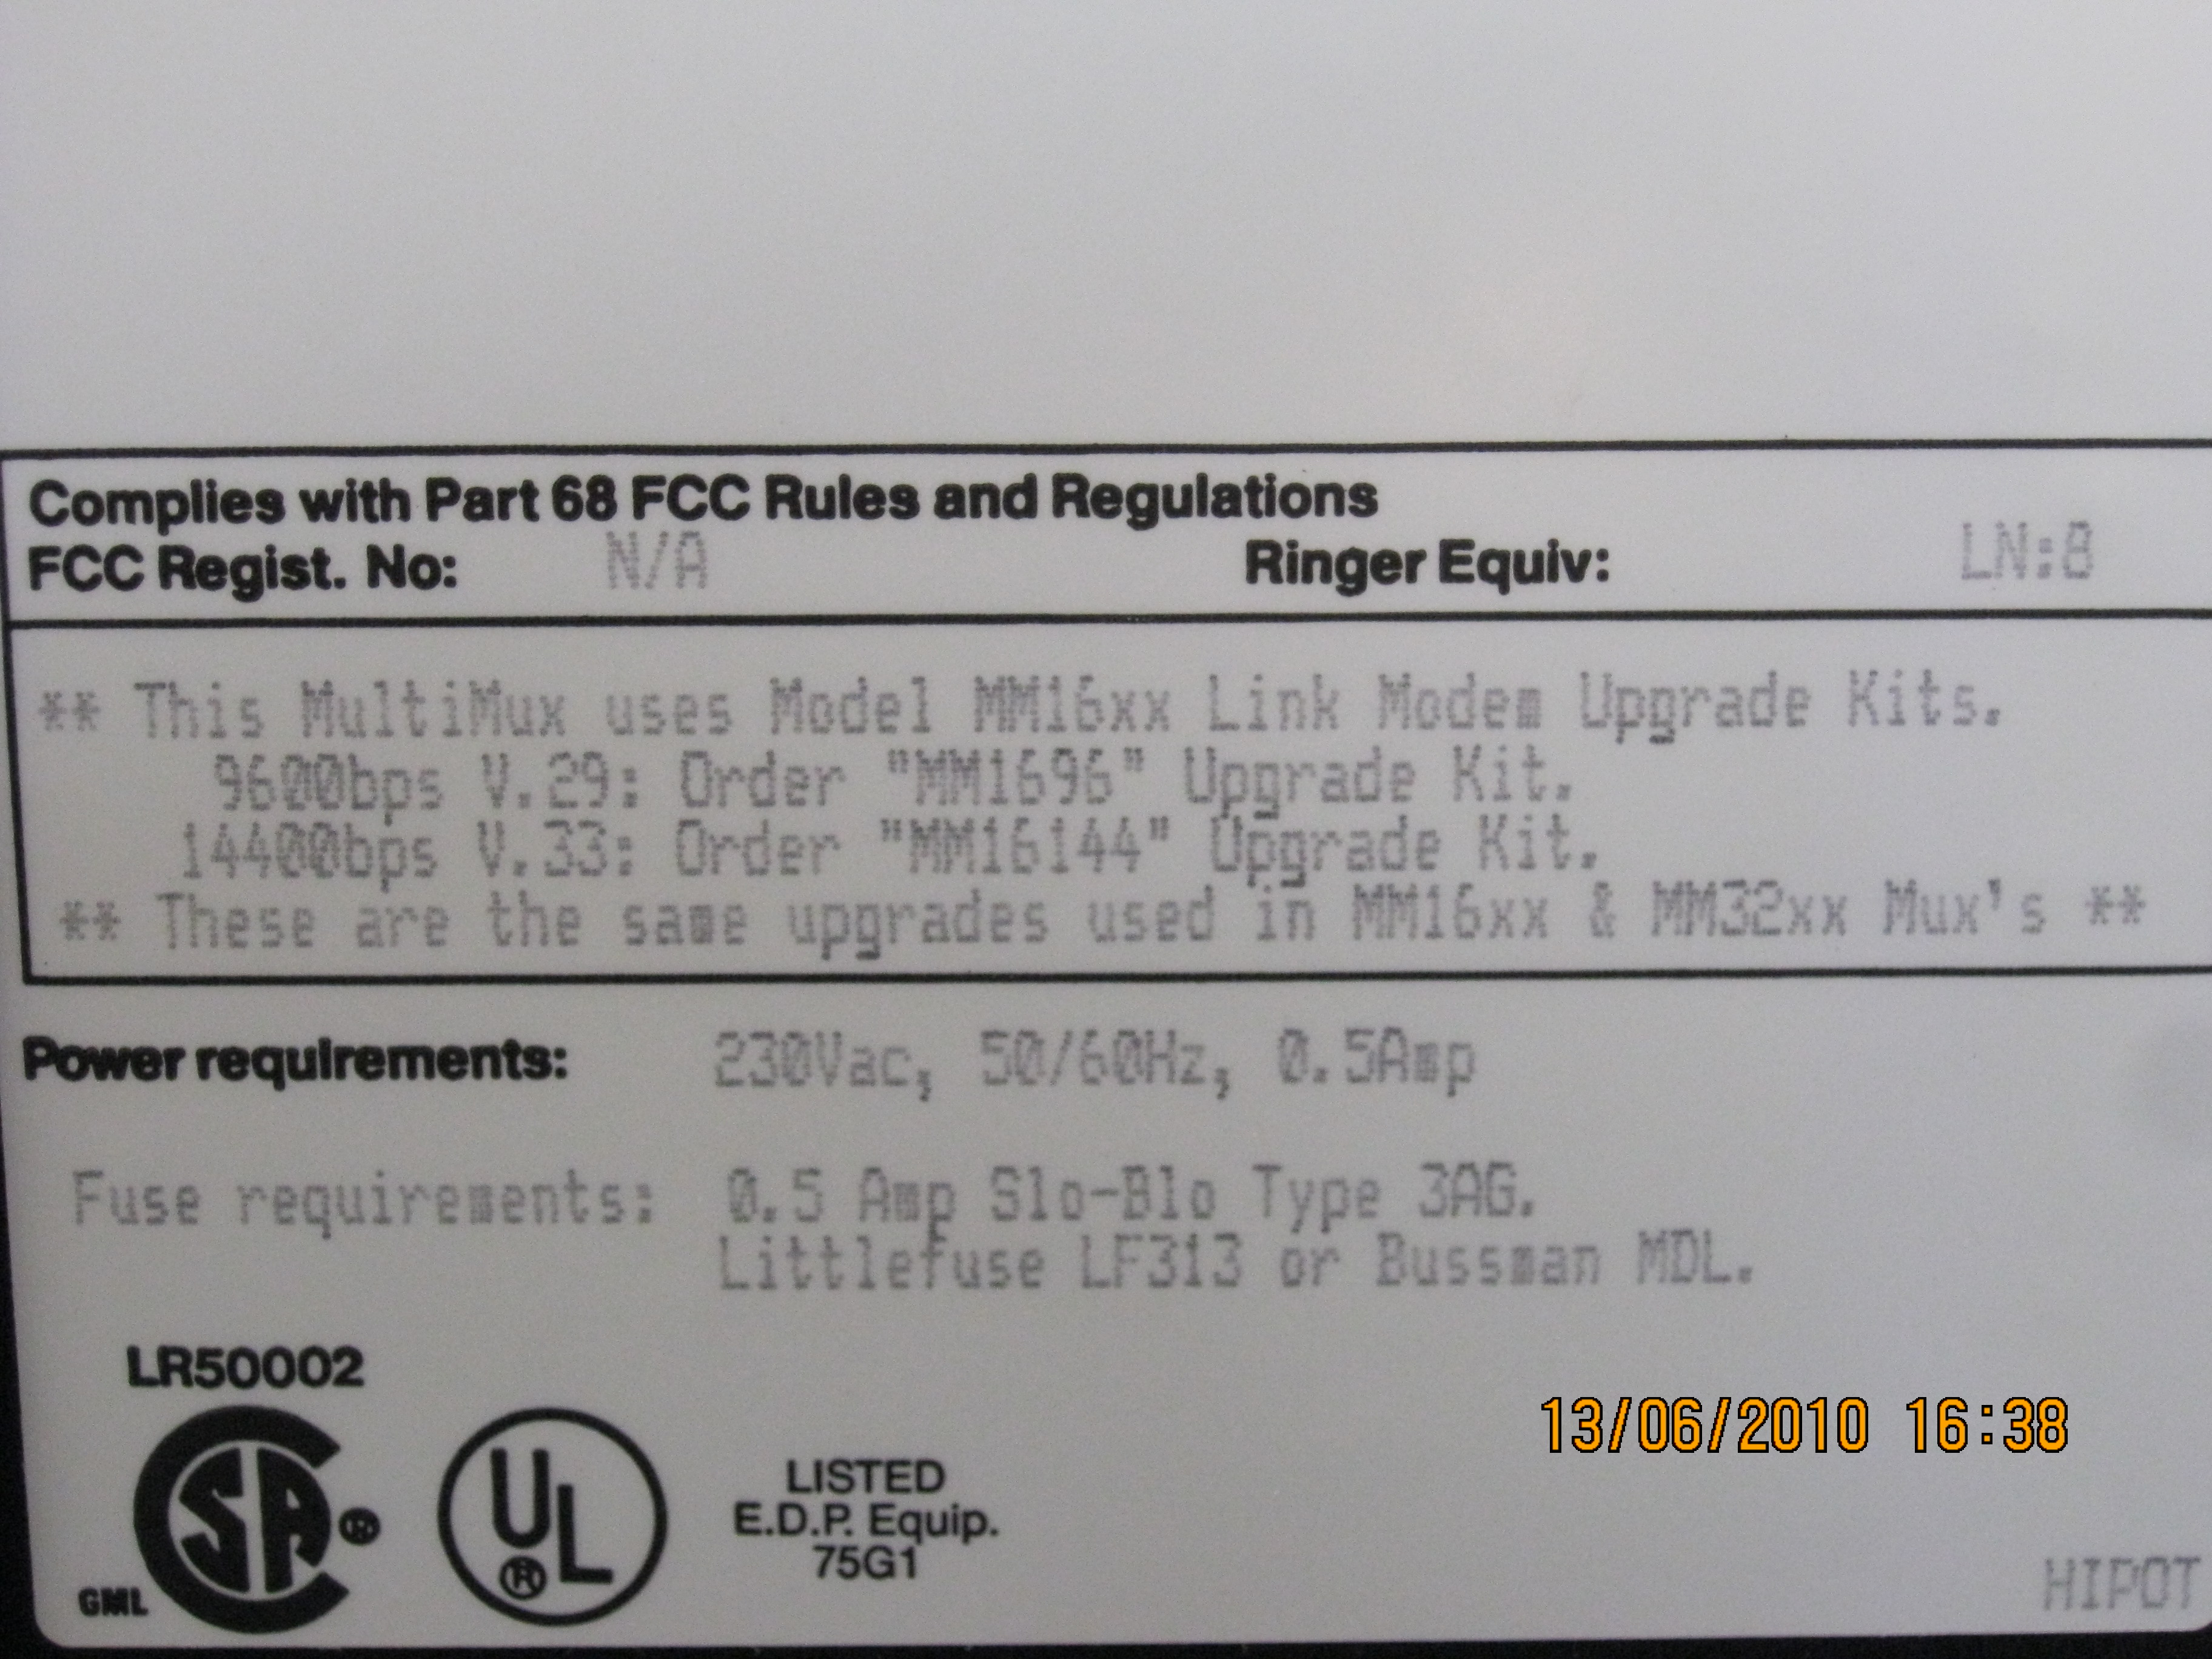 Complies with Part 68 FCC Rules and Regulations
FCC Regist. No: N/A Ringer Equiv: LN:8
** This MultiMux uses Model MM16xx Link Modem Upgrade Kits.
9600bps V.29: Order "MM1696" Upgrade Kit.
14400bps V.33: Order "MM16144" Upgrade Kit.
** These are the same upgrades used in MM16xx & MM32xx Mux's **
Power requirements: 230Vac, 50/60Hz, 0.5Amp
Fuse requirements: 0.5 Amp Slo-Blo Type 3AG.
Littlefuse LF313 or Bussman MDL.
LR50002
SA ®
GML
UL ®
LISTED
E.D.P. Equip.
75G1
13/06/2010 16:38
HIPOT